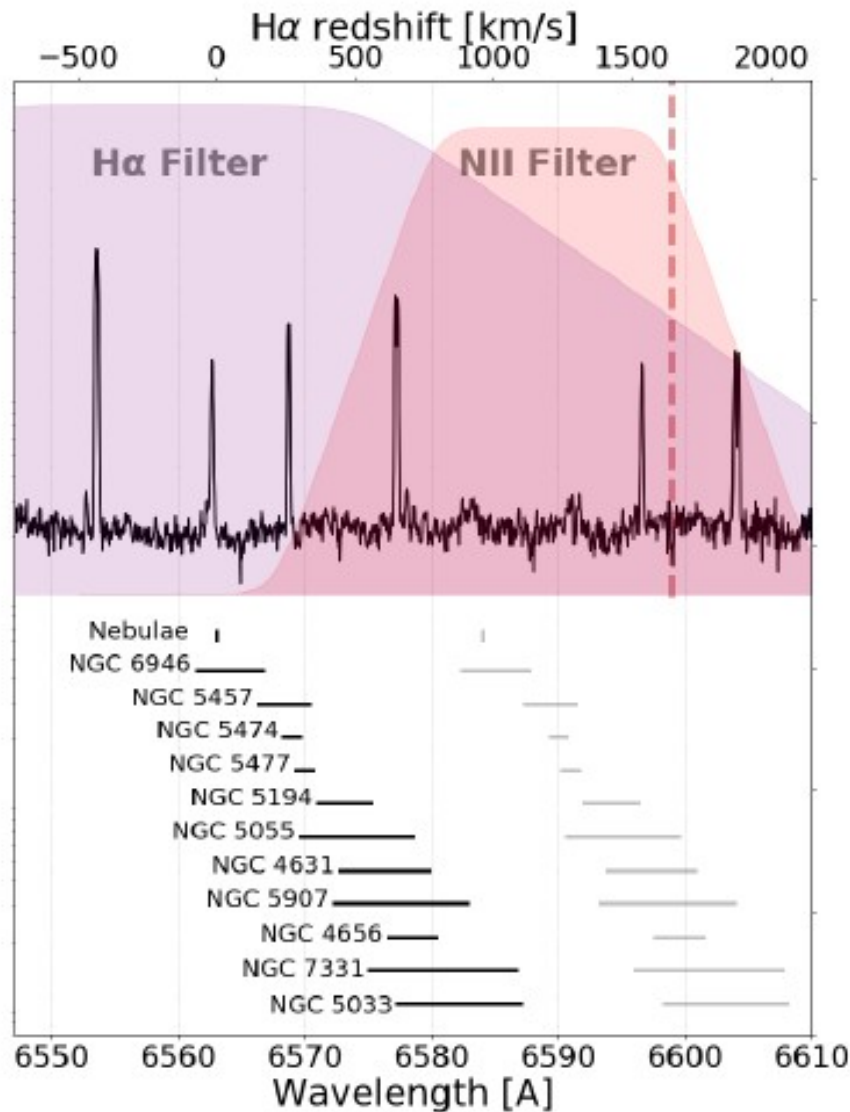 Hα redshift [km/s]
−500 0 500 1000 1500 2000
Hα Filter NII Filter
Nebulae
NGC 6946
NGC 5457
NGC 5474
NGC 5477
NGC 5194
NGC 5055
NGC 4631
NGC 5907
NGC 4656
NGC 7331
NGC 5033
6550 6560 6570 6580 6590 6600 6610
Wavelength [A]